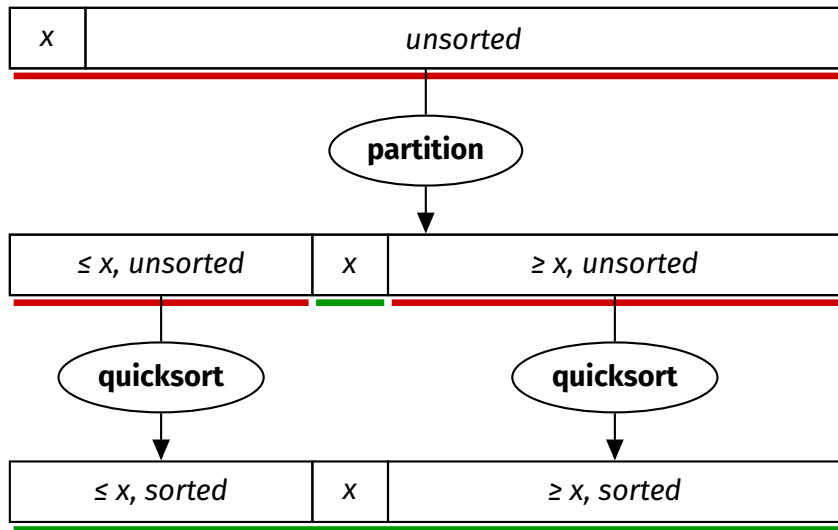 x unsorted
partition
≤ x, unsorted x ≥ x, unsorted
quicksort quicksort
≤ x, sorted x ≥ x, sorted